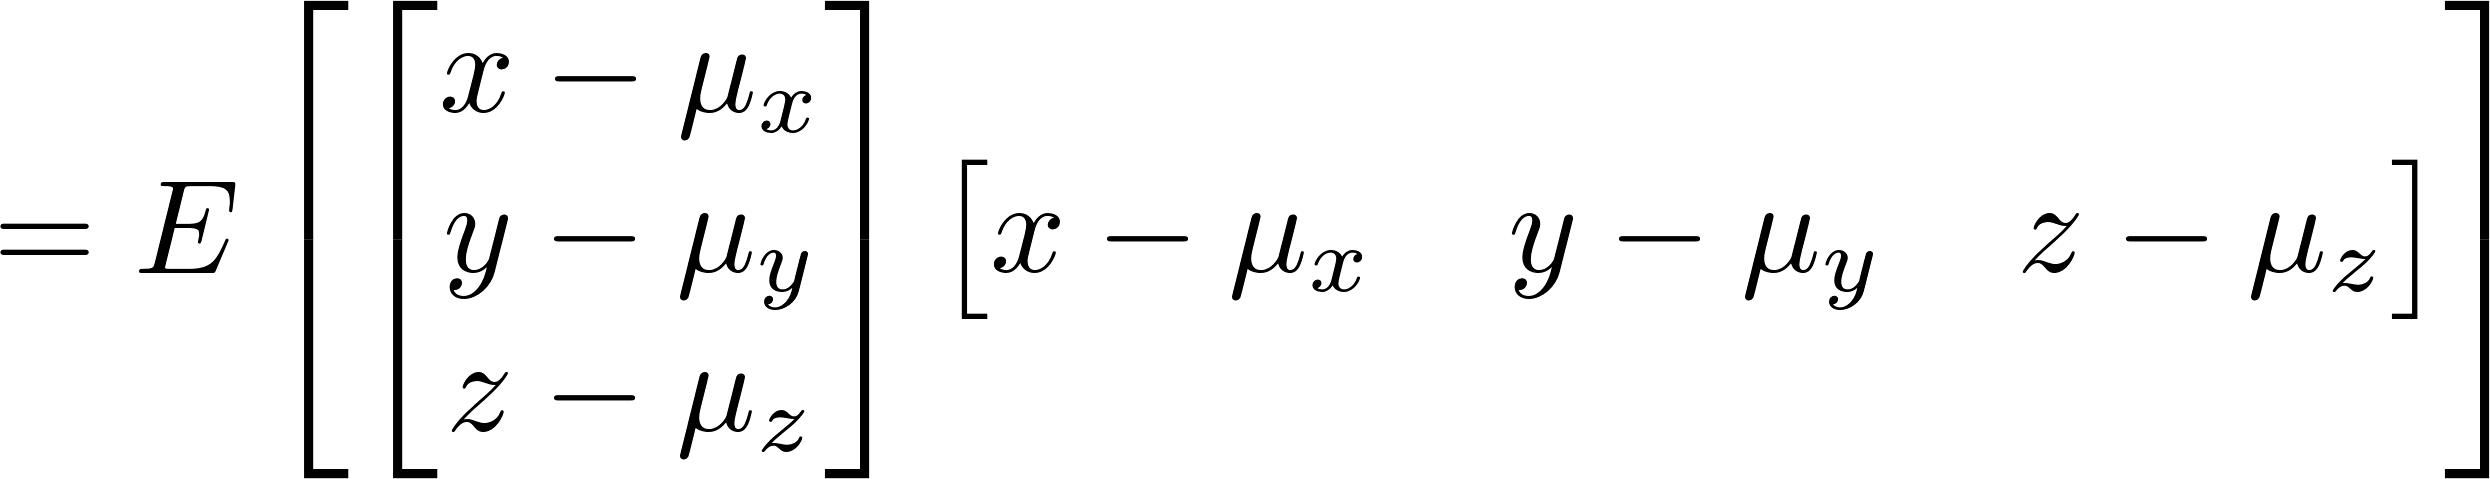 = E [ [ x − μ_x
y − μ_y
z − μ_z ] [ x − μ_x y − μ_y z − μ_z ] ]